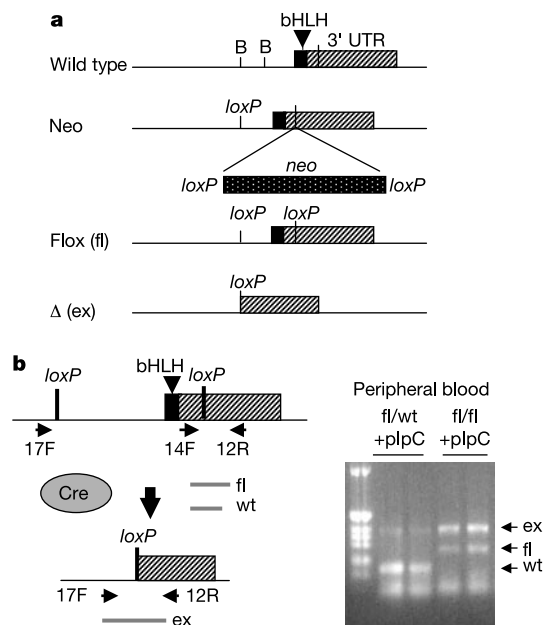 a
bHLH
B B 3' UTR
Wild type
loxP
Neo
neo
loxP loxP
loxP loxP
Flox (fl)
loxP
Δ (ex)
b
bHLH
loxP loxP
17F 14F 12R
Cre
fl
wt
loxP
17F 12R
ex
Peripheral blood
fl/wt fl/fl
+pIpC +pIpC
ex
fl
wt